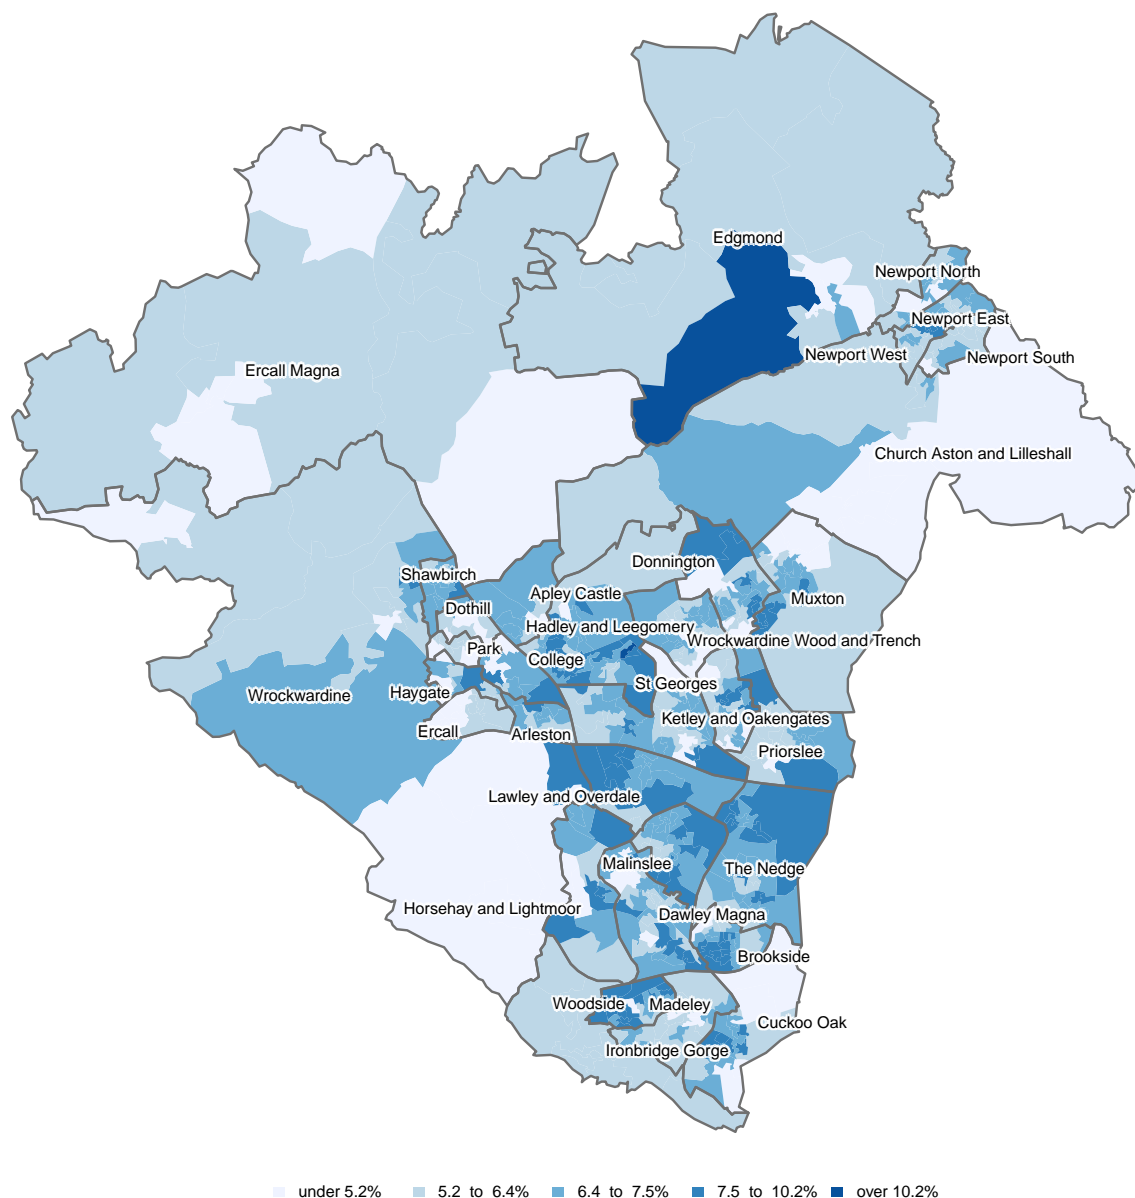 Edgmond
Newport North
Newport East
Newport West
Newport South
Ercall Magna
Church Aston and Lilleshall
Donnington
Shawbirch
Apley Castle
Muxton
Dothill
Hadley and Leegomery
Wrockwardine Wood and Trench
Park
College
St Georges
Haygate
Wrockwardine
Ketley and Oakengates
Ercall
Arleston
Priorslee
Lawley and Overdale
Malinslee
The Nedge
Horsehay and Lightmoor
Dawley Magna
Brookside
Woodside
Madeley
Cuckoo Oak
Ironbridge Gorge
under 5.2% 5.2 to 6.4% 6.4 to 7.5% 7.5 to 10.2% over 10.2%